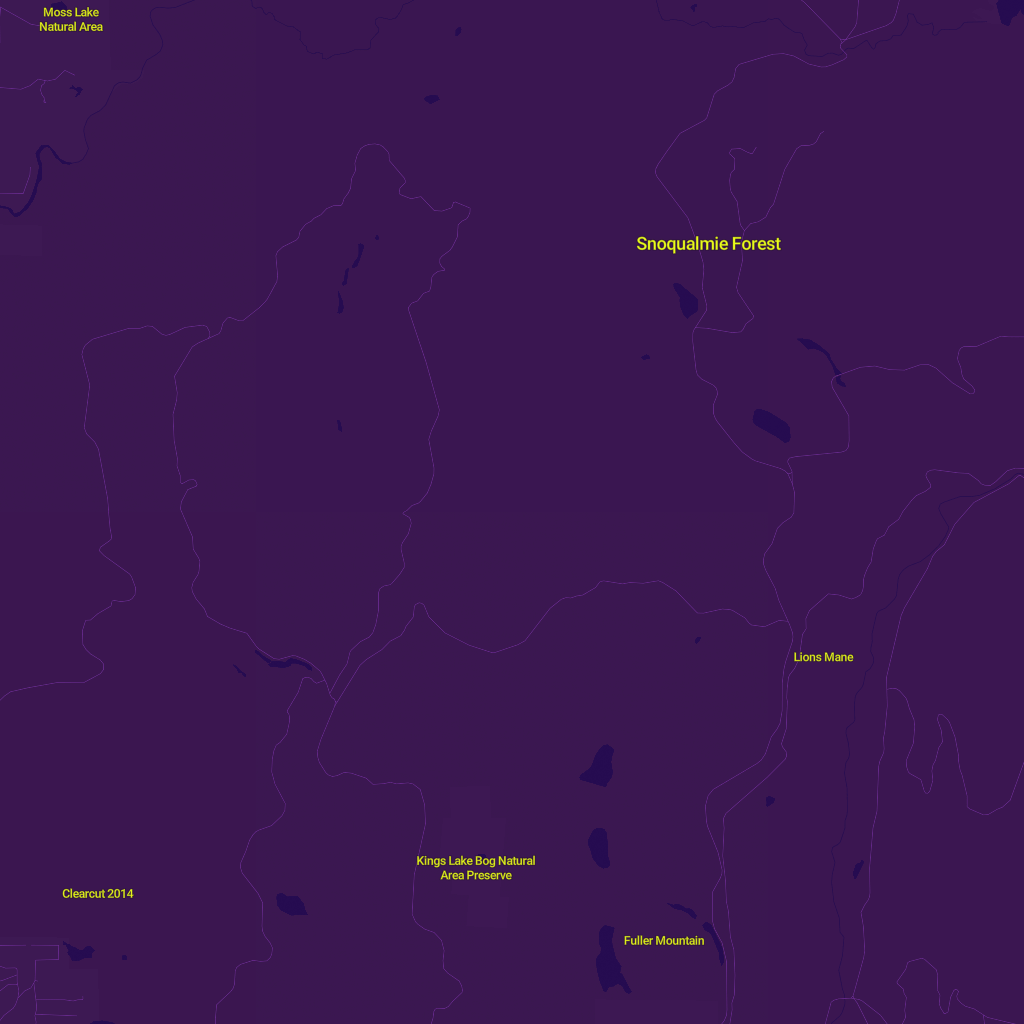 Moss Lake
Natural Area
Snoqualmie Forest
Lions Mane
Kings Lake Bog Natural
Area Preserve
Clearcut 2014
Fuller Mountain